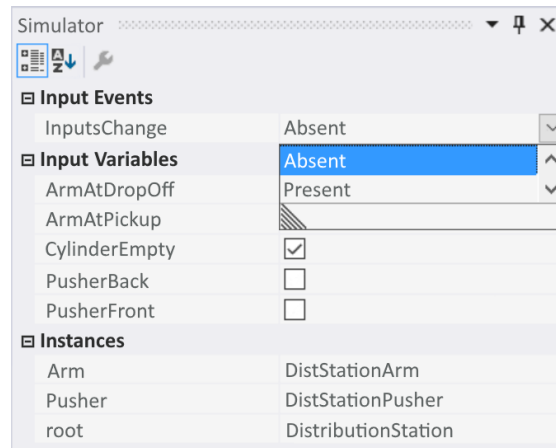 Simulator
Input Events
InputsChange Absent
Input Variables Absent
ArmAtDropOff Present
ArmAtPickup
CylinderEmpty
PusherBack
PusherFront
Instances
Arm DistStationArm
Pusher DistStationPusher
root DistributionStation